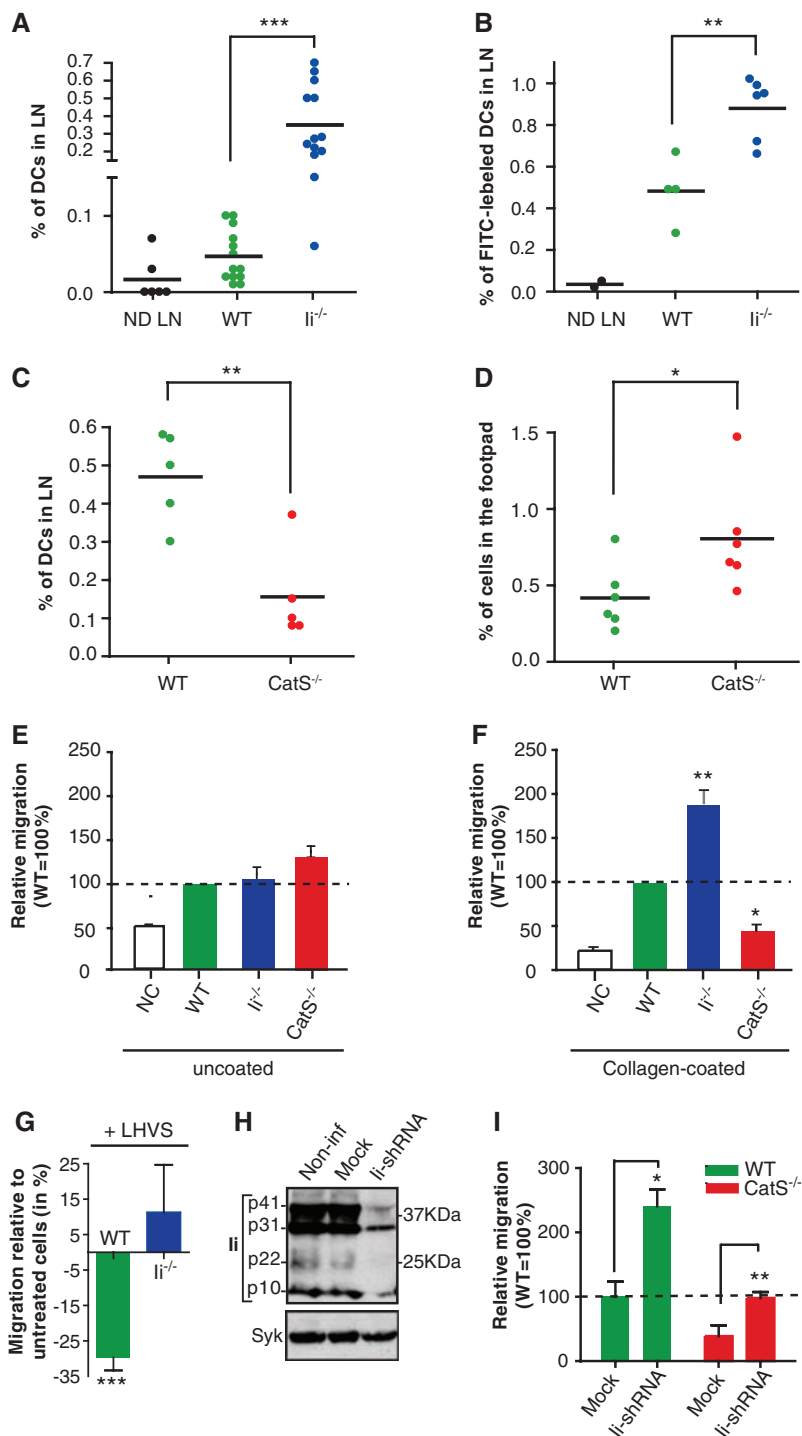 A
***
% of DCs in LN
0.7
0.6
0.5
0.4
0.3
0.2
0.1
0.0
ND LN
WT
Ii-/-
B
**
% of FITC-lebeled DCs in LN
1.0
0.8
0.6
0.4
0.2
0.0
ND LN
WT
Ii-/-
C
**
% of DCs in LN
0.6
0.5
0.4
0.3
0.2
0.1
0.0
WT
CatS-/-
D
*
% of cells in the footpad
1.5
1.0
0.5
0.0
WT
CatS-/-
E
Relative migration
(WT=100%)
250
200
150
100
50
0
NC
WT
Ii-/-
CatS-/-
uncoated
F
Relative migration
(WT=100%)
250
200
150
100
50
0
**
*
NC
WT
Ii-/-
CatS-/-
Collagen-coated
G
+ LHVS
Migration relative to
untreated cells (in %)
25
15
5
-5
-15
-25
-35
WT
Ii-/-
***
H
Non-inf
Mock
Ii-shRNA
Ii
p41
p31
p22
p10
-37KDa
-25KDa
Syk
I
WT
CatS-/-
Relative migration
(WT=100%)
300
200
100
0
*
**
Mock
Ii-shRNA
Mock
Ii-shRNA